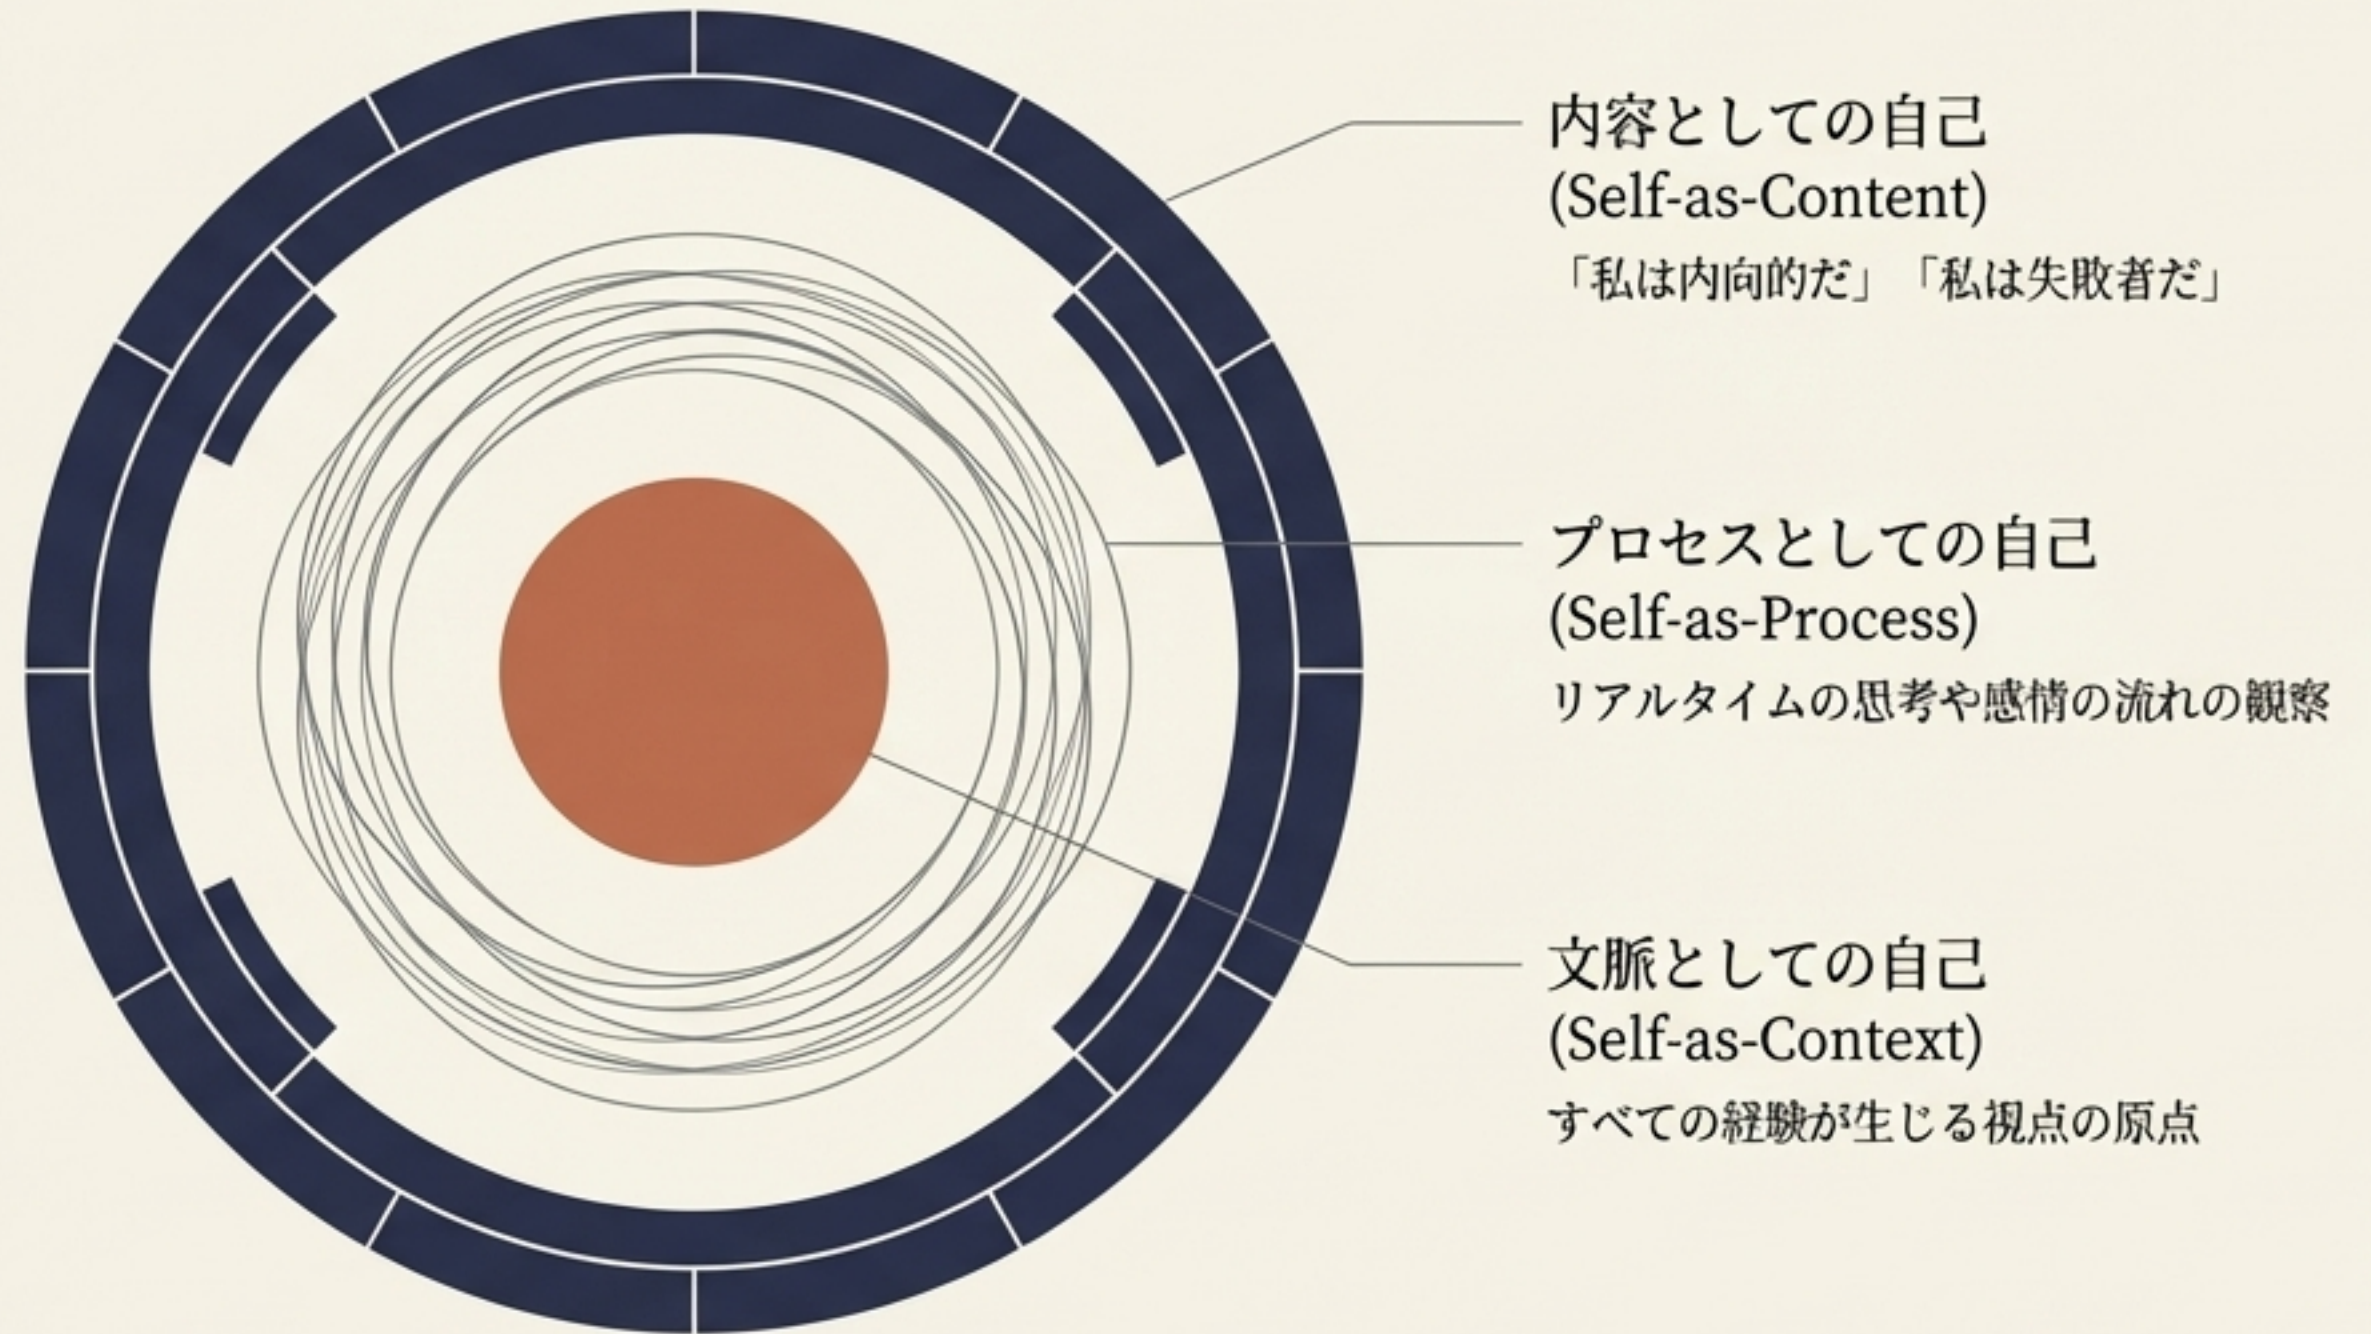 内容としての自己
(Self-as-Content)
「私は内向的だ」「私は失敗者だ」
プロセスとしての自己
(Self-as-Process)
リアルタイムの思考や感情の流れの観察
文脈としての自己
(Self-as-Context)
すべての経験が生じる視点の原点